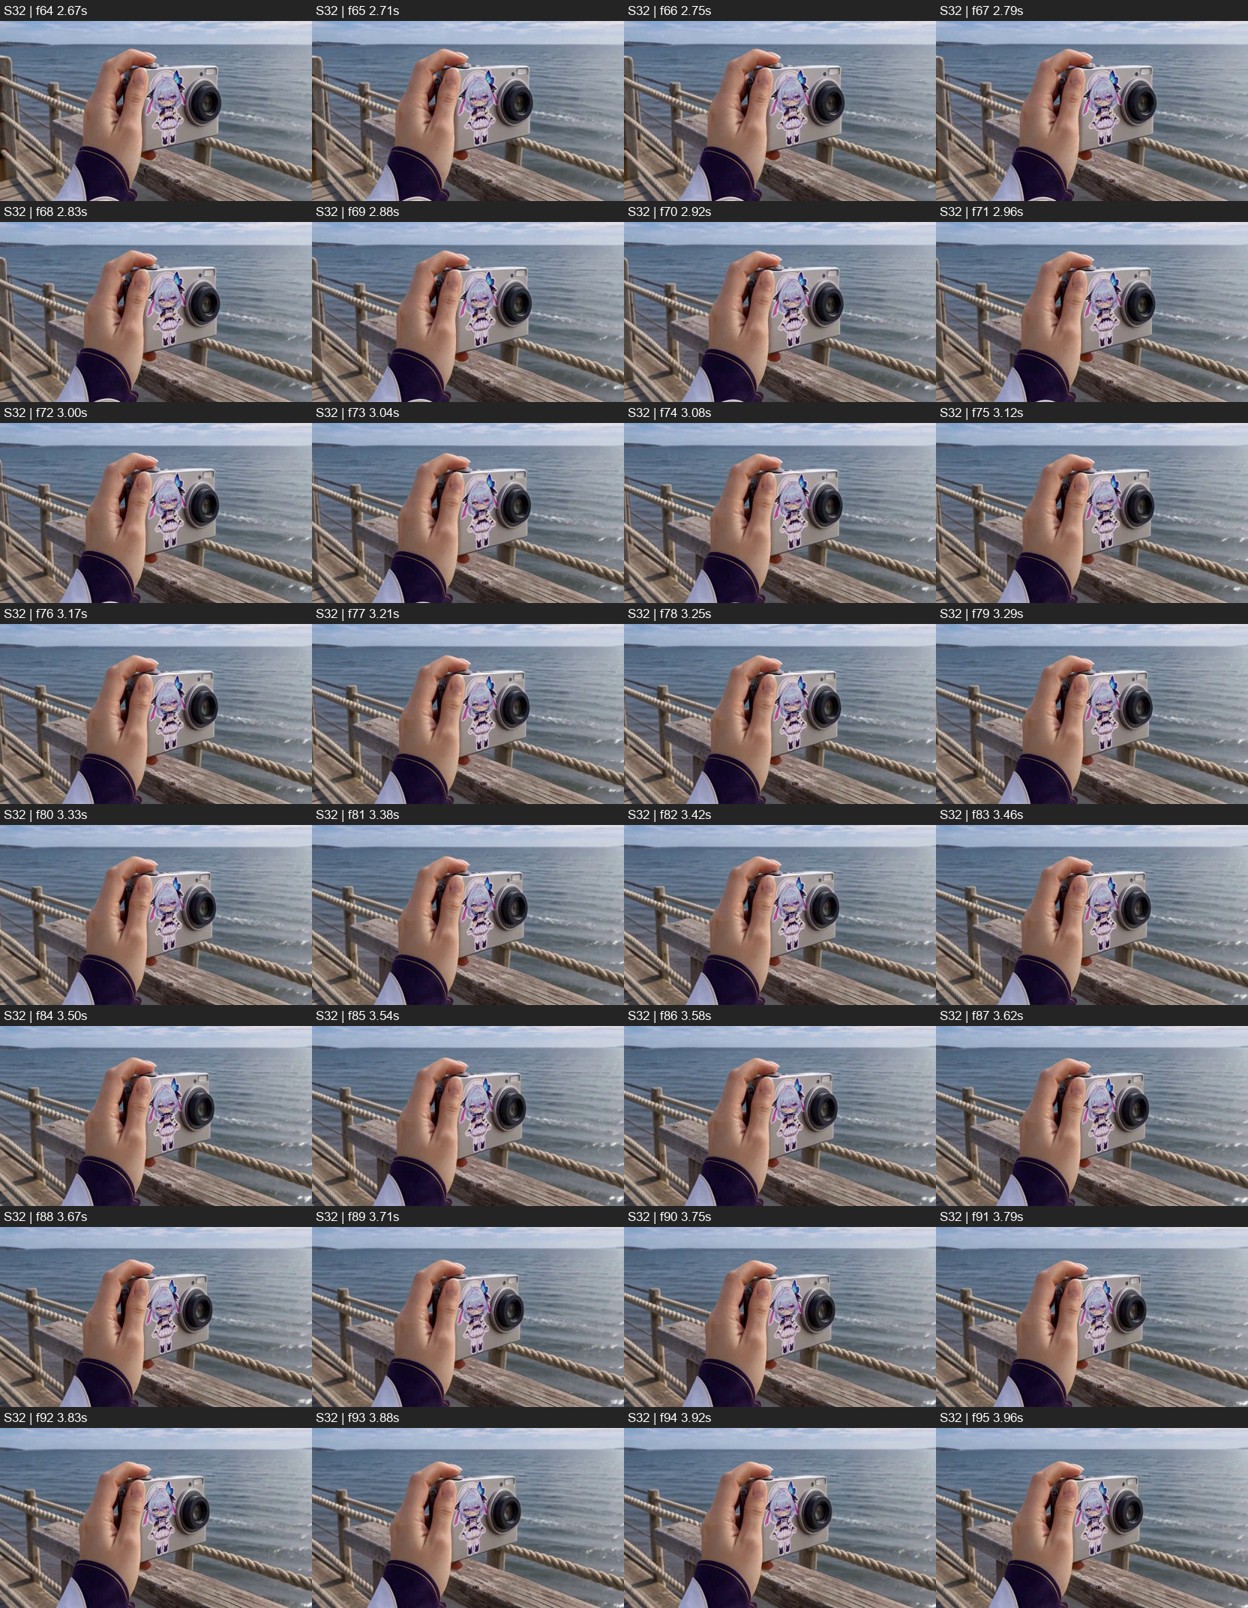 S32 | f64 2.67s
S32 | f65 2.71s
S32 | f66 2.75s
S32 | f67 2.79s
S32 | f68 2.83s
S32 | f69 2.88s
S32 | f70 2.92s
S32 | f71 2.96s
S32 | f72 3.00s
S32 | f73 3.04s
S32 | f74 3.08s
S32 | f75 3.12s
S32 | f76 3.17s
S32 | f77 3.21s
S32 | f78 3.25s
S32 | f79 3.29s
S32 | f80 3.33s
S32 | f81 3.38s
S32 | f82 3.42s
S32 | f83 3.46s
S32 | f84 3.50s
S32 | f85 3.54s
S32 | f86 3.58s
S32 | f87 3.62s
S32 | f88 3.67s
S32 | f89 3.71s
S32 | f90 3.75s
S32 | f91 3.79s
S32 | f92 3.83s
S32 | f93 3.88s
S32 | f94 3.92s
S32 | f95 3.96s